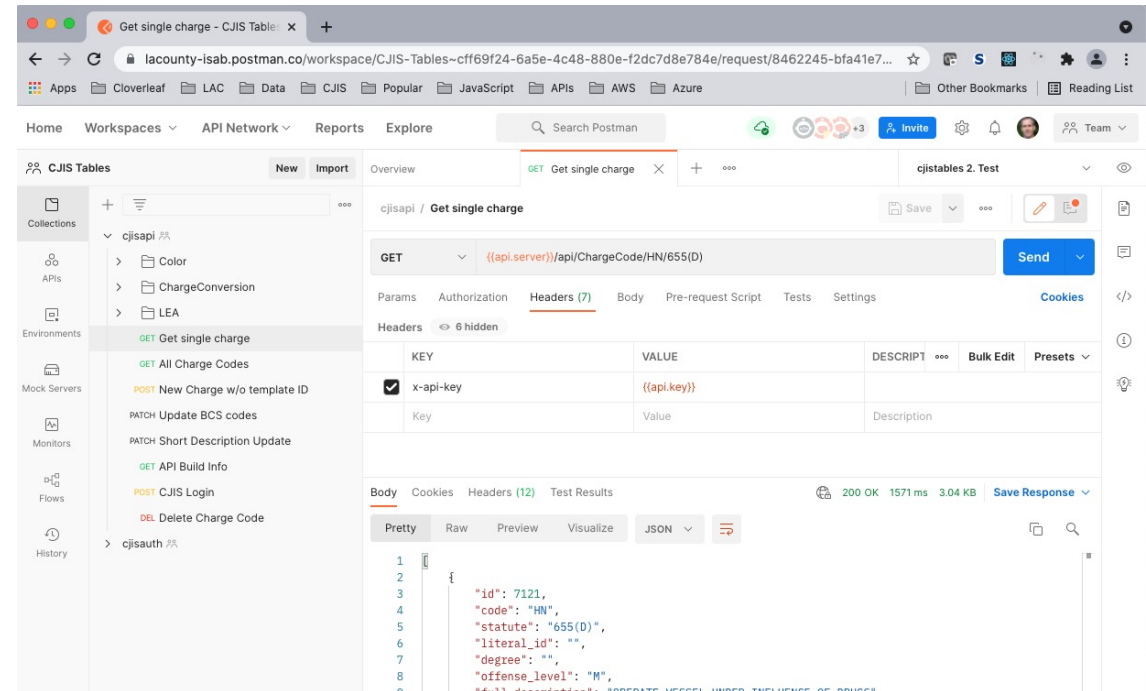 Get single charge - CJIS Tables
lacounty-isab.postman.co/workspace/CJIS-Tables~cff69f24-6a5e-4c48-880e-f2dc7d8e784e/request/8462245-bfa41e7...
Apps Cloverleaf LAC Data CJIS Popular JavaScript APIs AWS Azure Other Bookmarks Reading List
Home Workspaces API Network Reports Explore Search Postman +3 Invite Team
CJIS Tables New Import Overview GET Get single charge cjistables 2. Test
Collections
APIs
Environments
Mock Servers
Monitors
Flows
History
cjisapi
Color
ChargeConversion
LEA
GET Get single charge
GET All Charge Codes
POST New Charge w/o template ID
PATCH Update BCS codes
PATCH Short Description Update
GET API Build Info
POST CJIS Login
DEL Delete Charge Code
cjisauth
cjisapi / Get single charge Save
GET {{api.server}}/api/ChargeCode/HN/655(D) Send
Params Authorization Headers (7) Body Pre-request Script Tests Settings Cookies
Headers 6 hidden
KEY VALUE DESCRIPT Bulk Edit Presets
x-api-key {{api.key}}
Key Value Description
Body Cookies Headers (12) Test Results 200 OK 1571 ms 3.04 KB Save Response
Pretty Raw Preview Visualize JSON
1 [
2 {
3 "id": 7121,
4 "code": "HN",
5 "statute": "655(D)",
6 "literal_id": "",
7 "degree": "",
8 "offense_level": "M",
"full_description": "OPERATE VESSEL UNDER INFLUENCE OF DRUGS"